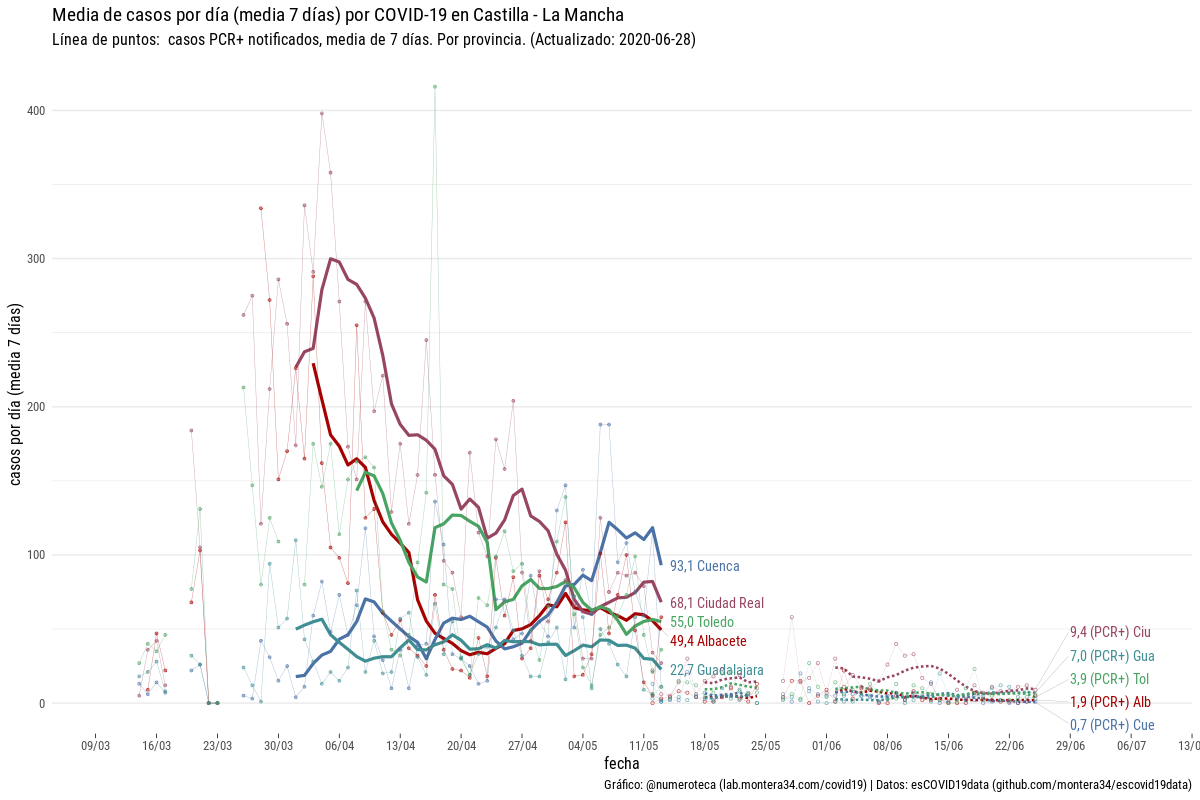 Media de casos por día (media 7 días) por COVID-19 en Castilla - La Mancha
Línea de puntos:  casos PCR+ notificados, media de 7 días. Por provincia. (Actualizado: 2020-06-28)
casos por día (media 7 días)
400
300
200
100
0
93,1 Cuenca
68,1 Ciudad Real
55,0 Toledo
49,4 Albacete
22,7 Guadalajara
9,4 (PCR+) Ciu
7,0 (PCR+) Gua
3,9 (PCR+) Tol
1,9 (PCR+) Alb
0,7 (PCR+) Cue
09/03 16/03 23/03 30/03 06/04 13/04 20/04 27/04 04/05 11/05 18/05 25/05 01/06 08/06 15/06 22/06 29/06 06/07 13/0
fecha
Gráfico: @numeroteca (lab.montera34.com/covid19) | Datos: esCOVID19data (github.com/montera34/escovid19data)